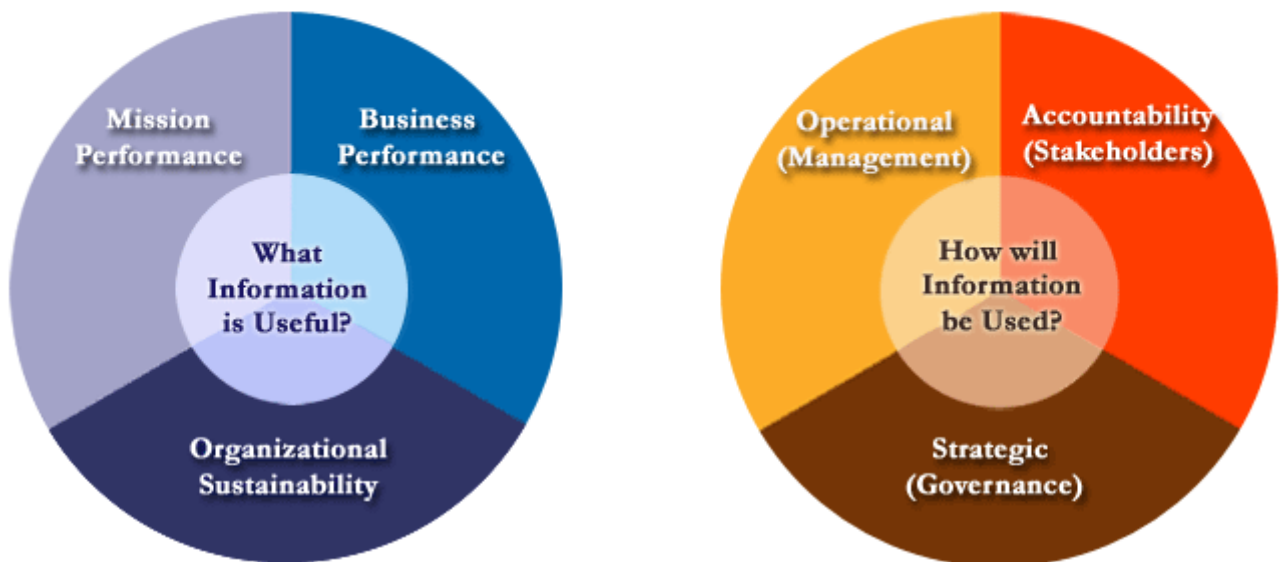 Mission
Performance
Business
Performance
What
Information
is Useful?
Organizational
Sustainability
Operational
(Management)
Accountability
(Stakeholders)
How will
Information
be Used?
Strategic
(Governance)